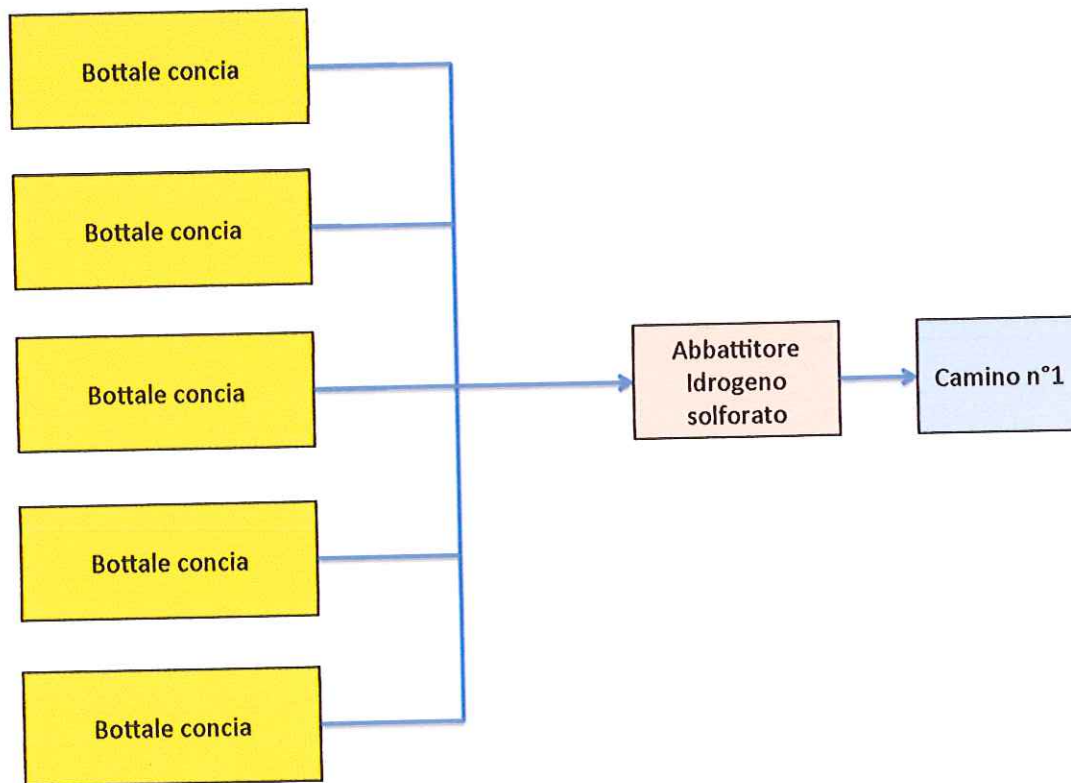 Bottale concia
Bottale concia
Bottale concia
Abbattitore
Idrogeno
solforato
Camino n°1
Bottale concia
Bottale concia